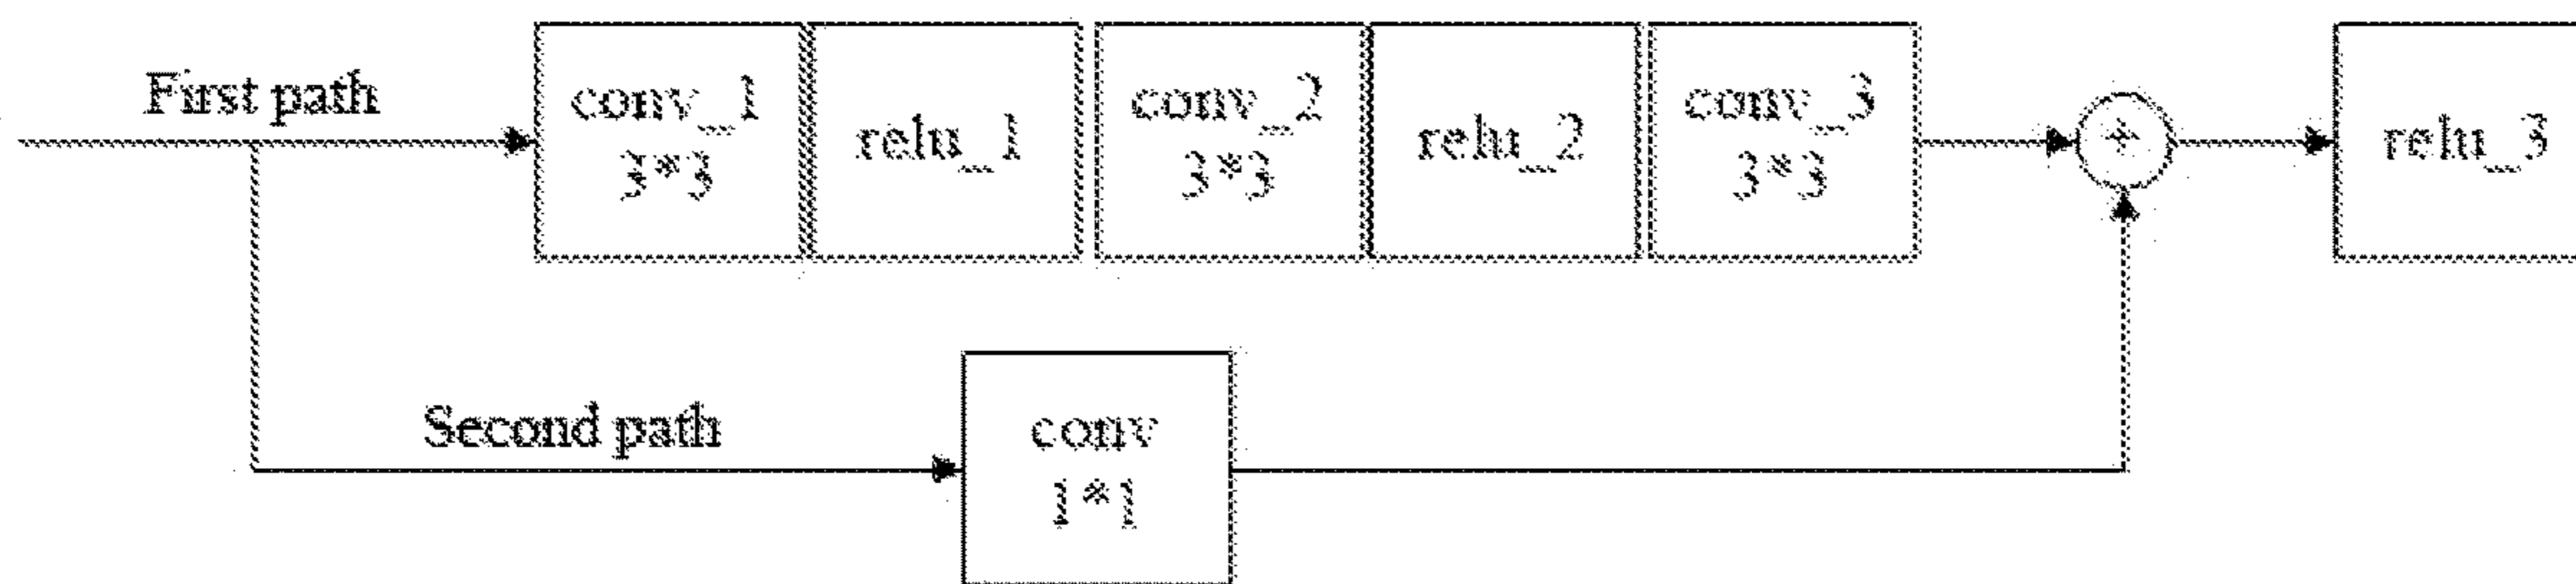 First path
conv_1
3*3
relu_1
conv_2
3*3
relu_2
conv_3
3*3
+
relu_3
Second path
conv
1*1